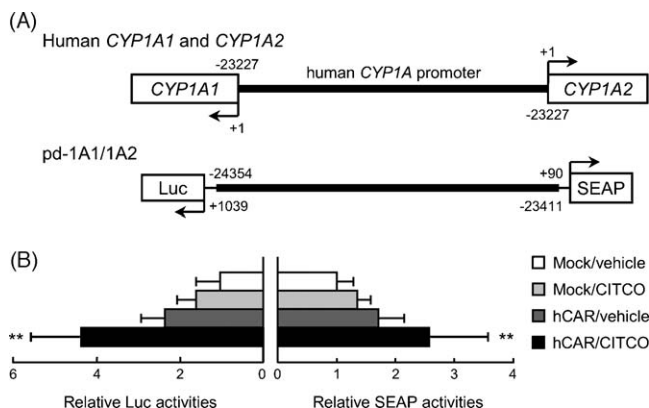 (A)
Human CYP1A1 and CYP1A2
-23227
+1
human CYP1A promoter
CYP1A1
CYP1A2
+1
-23227
pd-1A1/1A2
-24354
+90
Luc
SEAP
+1039
-23411
(B)
Mock/vehicle
Mock/CITCO
hCAR/vehicle
hCAR/CITCO
**
**
6 4 2 0
0 1 2 3 4
Relative Luc activities
Relative SEAP activities